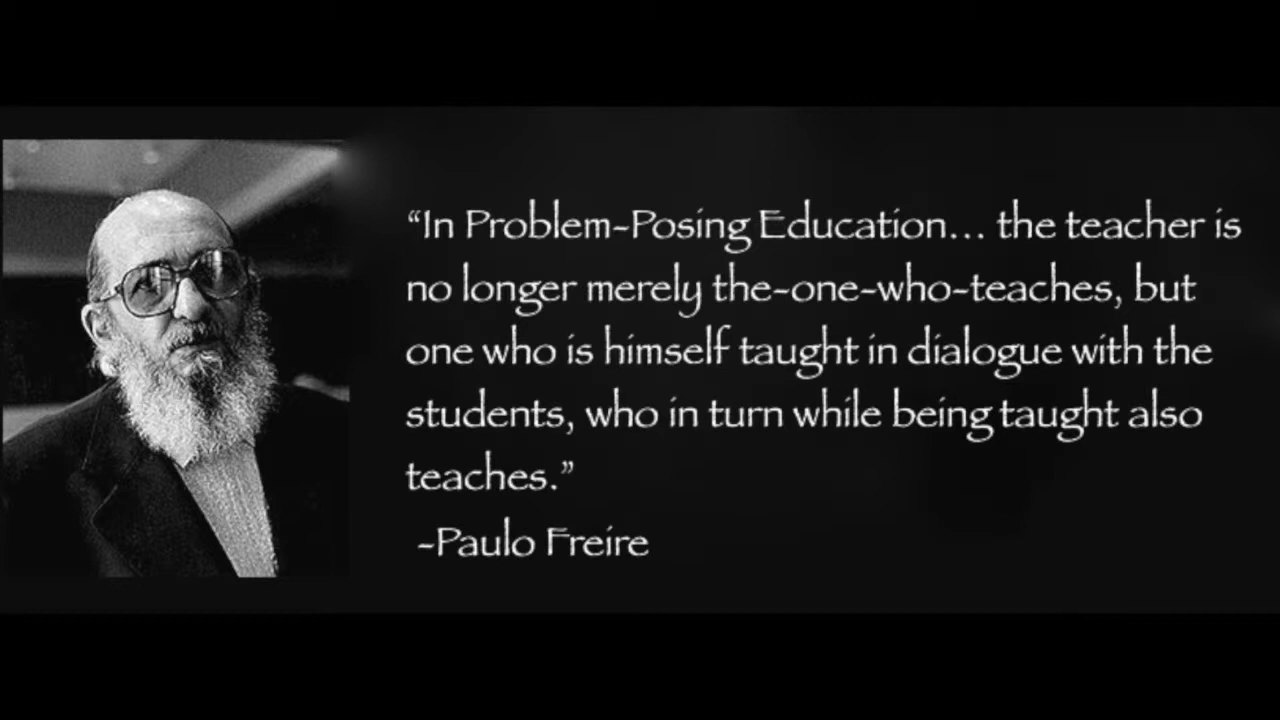 “In Problem-Posing Education... the teacher is
no longer merely the-one-who-teaches, but
one who is himself taught in dialogue with the
students, who in turn while being taught also
teaches.”
-Paulo Freire